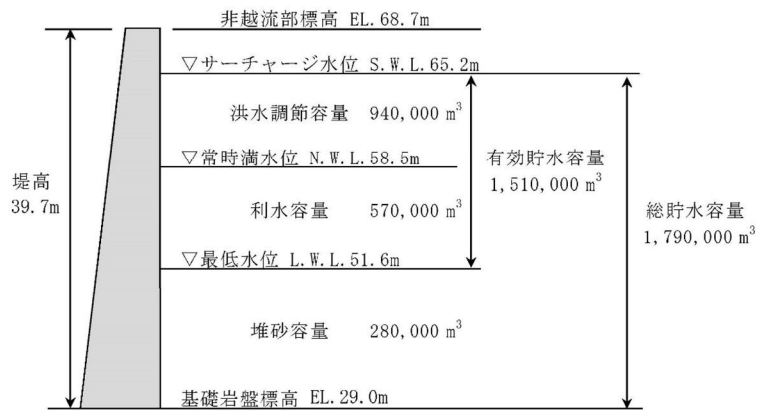 非越流部標高 EL.68.7m
▽サーチャージ水位 S.W.L.65.2m
洪水調節容量 940,000 m³
▽常時満水位 N.W.L.58.5m
有効貯水容量
1,510,000 m³
堤高
39.7m
利水容量 570,000 m³
総貯水容量
1,790,000 m³
▽最低水位 L.W.L.51.6m
堆砂容量 280,000 m³
基礎岩盤標高 EL.29.0m